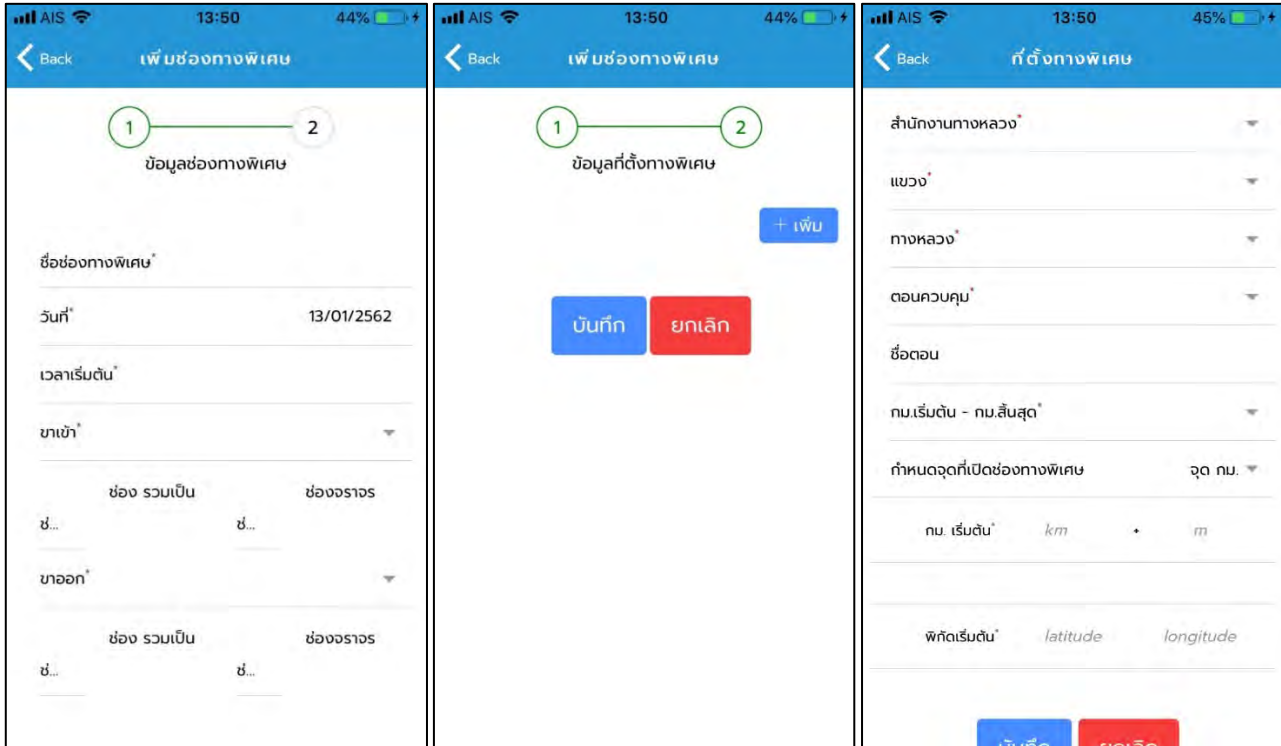 AIS 13:50 44%
Back เพิ่มช่องทางพิเศษ
1 2
ข้อมูลช่องทางพิเศษ
ชื่อช่องทางพิเศษ*
วันที่* 13/01/2562
เวลาเริ่มต้น*
ขาเข้า*
ช่อง รวมเป็น ช่องจราจร
ช่... ช่...
ขาออก*
ช่อง รวมเป็น ช่องจราจร
ช่... ช่...
AIS 13:50 44%
Back เพิ่มช่องทางพิเศษ
1 2
ข้อมูลที่ตั้งทางพิเศษ
+ เพิ่ม
บันทึก ยกเลิก
AIS 13:50 45%
Back ที่ตั้งทางพิเศษ
สำนักงานทางหลวง*
แขวง*
ทางหลวง*
ตอนควบคุม*
ชื่อตอน
กม.เริ่มต้น - กม.สิ้นสุด*
กำหนดจุดที่เปิดช่องทางพิเศษ จุด กม.
กม. เริ่มต้น* km + m
พิกัดเริ่มต้น* latitude longitude
บันทึก ยกเลิก